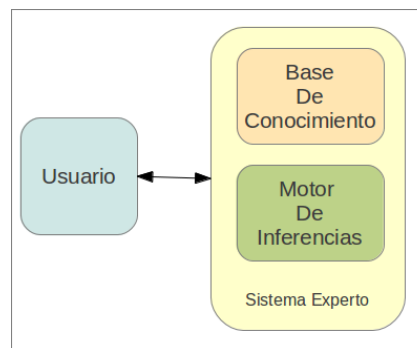 Usuario
Base
De
Conocimiento
Motor
De
Inferencias
Sistema Experto